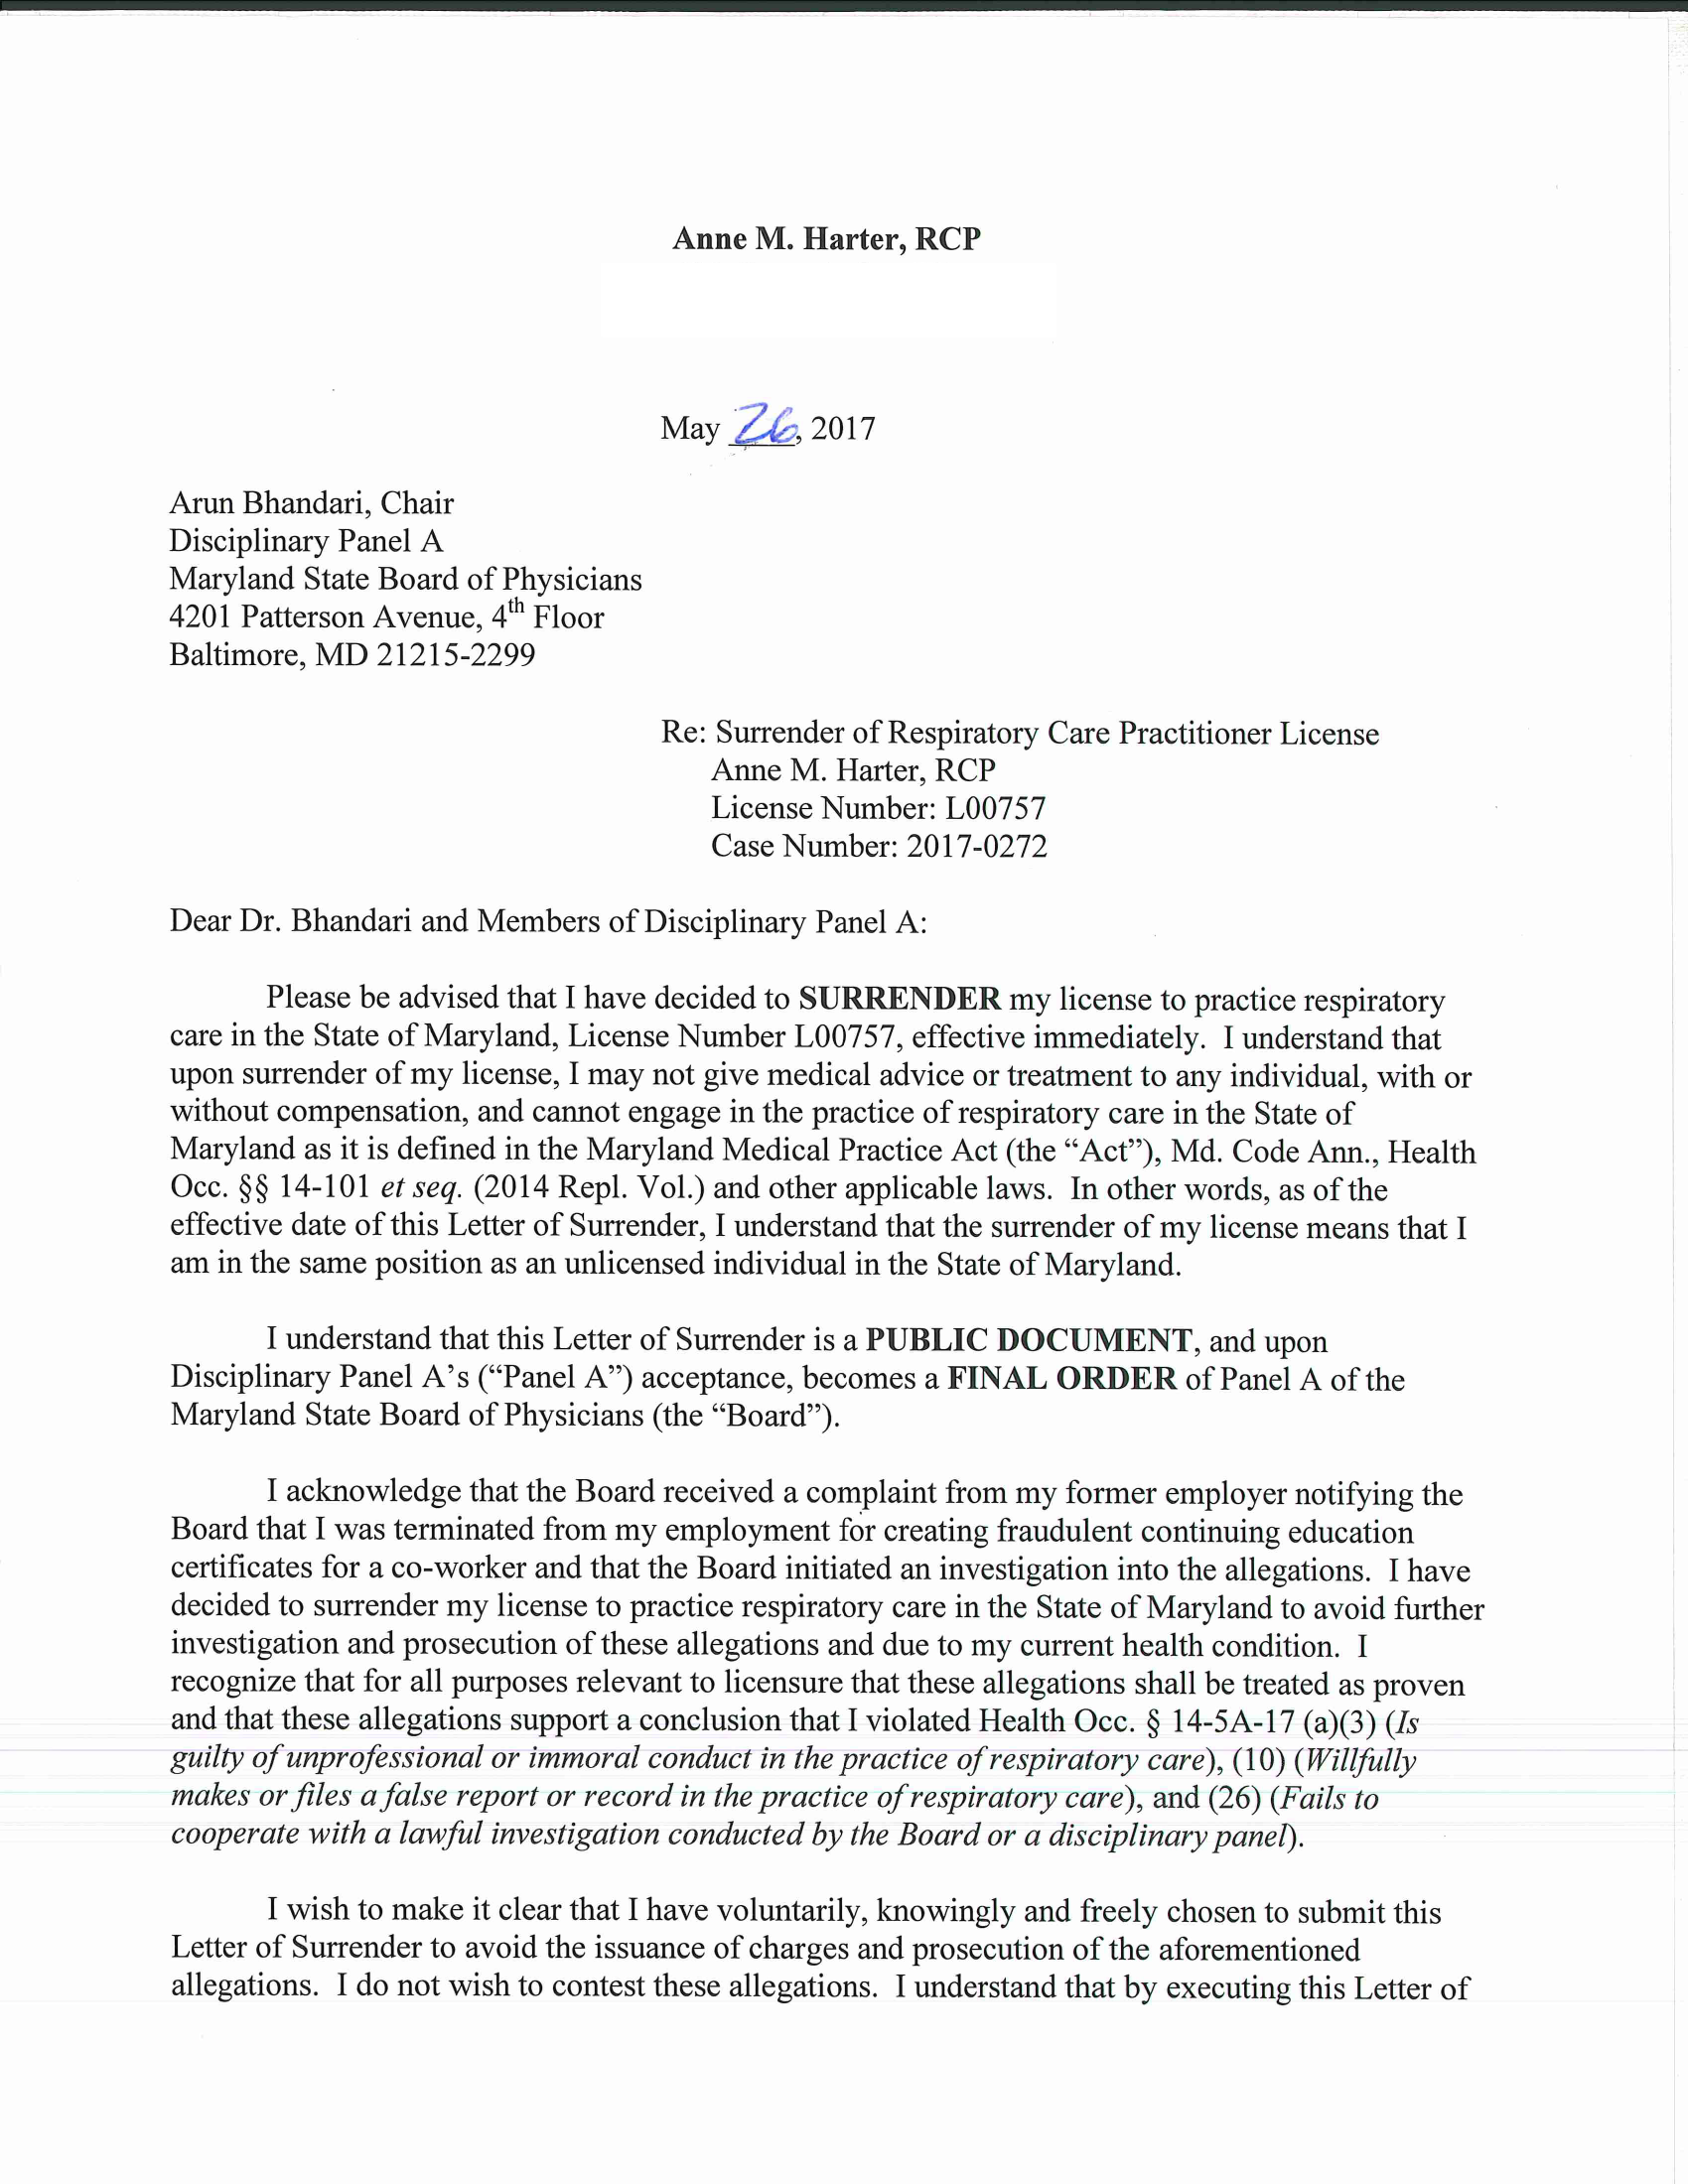 Anne M. Harter, RCP
May 26, 2017
Arun Bhandari, Chair
Disciplinary Panel A
Maryland State Board of Physicians
4201 Patterson Avenue, 4th Floor
Baltimore, MD 21215-2299
Re: Surrender of Respiratory Care Practitioner License
Anne M. Harter, RCP
License Number: L00757
Case Number: 2017-0272
Dear Dr. Bhandari and Members of Disciplinary Panel A:
Please be advised that I have decided to SURRENDER my license to practice respiratory
care in the State of Maryland, License Number L00757, effective immediately.  I understand that
upon surrender of my license, I may not give medical advice or treatment to any individual, with or
without compensation, and cannot engage in the practice of respiratory care in the State of
Maryland as it is defined in the Maryland Medical Practice Act (the “Act”), Md. Code Ann., Health
Occ. §§ 14-101 et seq. (2014 Repl. Vol.) and other applicable laws.  In other words, as of the
effective date of this Letter of Surrender, I understand that the surrender of my license means that I
am in the same position as an unlicensed individual in the State of Maryland.
I understand that this Letter of Surrender is a PUBLIC DOCUMENT, and upon
Disciplinary Panel A’s (“Panel A”) acceptance, becomes a FINAL ORDER of Panel A of the
Maryland State Board of Physicians (the “Board”).
I acknowledge that the Board received a complaint from my former employer notifying the
Board that I was terminated from my employment for creating fraudulent continuing education
certificates for a co-worker and that the Board initiated an investigation into the allegations.  I have
decided to surrender my license to practice respiratory care in the State of Maryland to avoid further
investigation and prosecution of these allegations and due to my current health condition.  I
recognize that for all purposes relevant to licensure that these allegations shall be treated as proven
and that these allegations support a conclusion that I violated Health Occ. § 14-5A-17 (a)(3) (Is
guilty of unprofessional or immoral conduct in the practice of respiratory care), (10) (Willfully
makes or files a false report or record in the practice of respiratory care), and (26) (Fails to
cooperate with a lawful investigation conducted by the Board or a disciplinary panel).
I wish to make it clear that I have voluntarily, knowingly and freely chosen to submit this
Letter of Surrender to avoid the issuance of charges and prosecution of the aforementioned
allegations.  I do not wish to contest these allegations.  I understand that by executing this Letter of